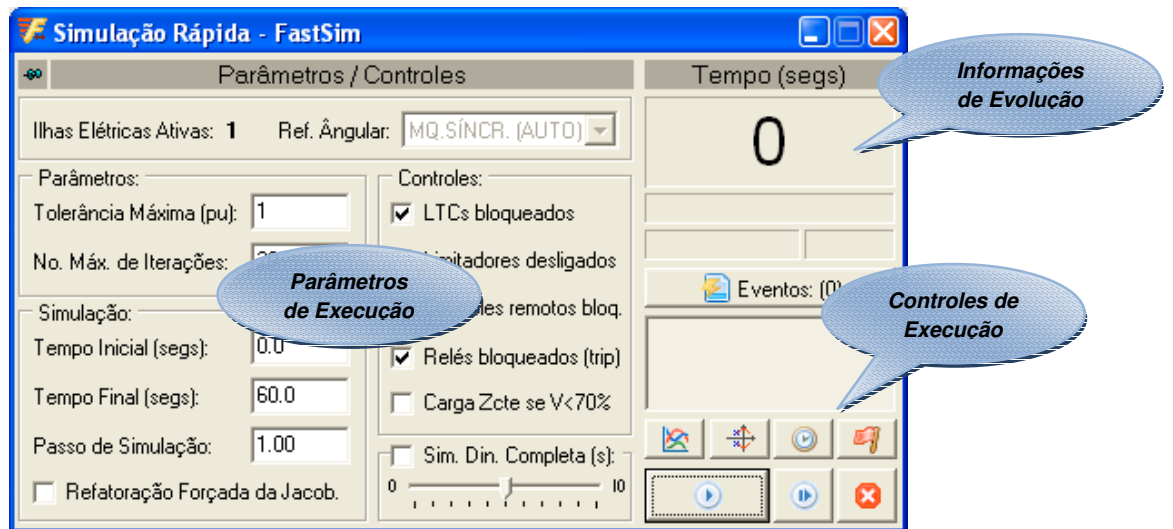 Simulação Rápida - FastSim
Parâmetros / Controles
Tempo (segs)
Informações
de Evolução
Ilhas Elétricas Ativas: 1 Ref. Ângular: MQ.SÍNCR. (AUTO)
0
Parâmetros:
Tolerância Máxima (pu): 1
No. Máx. de Iterações:
Controles:
LTCs bloqueados
desligados
remotos bloq.
Relés bloqueados (trip)
Carga Zcte se V<70%
Parâmetros
de Execução
Simulação:
Tempo Inicial (segs): 0.0
Tempo Final (segs): 60.0
Passo de Simulação: 1.00
Refatoração Forçada da Jacob.
Sim. Din. Completa (s):
0 10
Eventos: (0)
Controles de
Execução